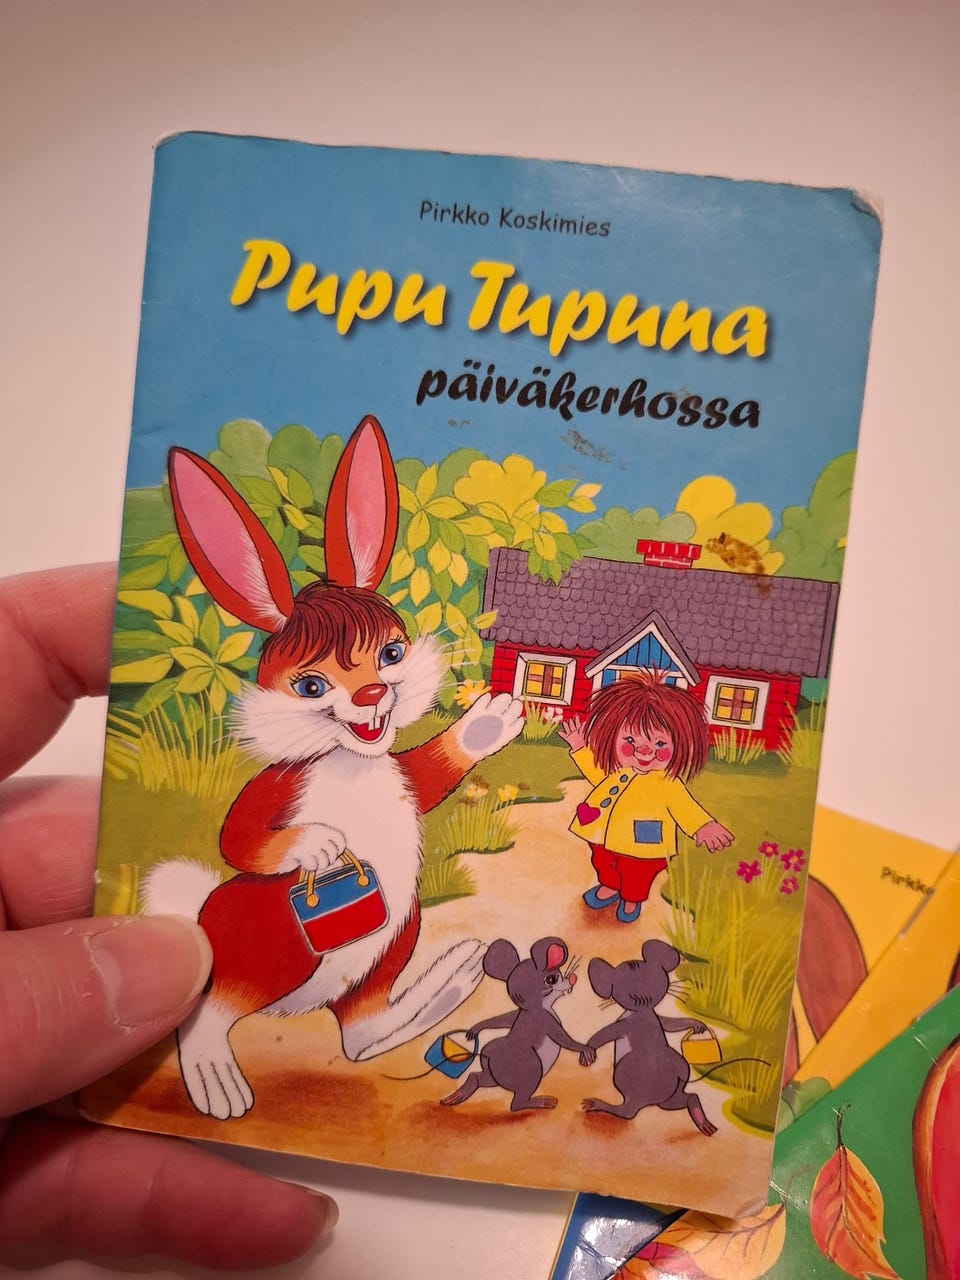 Pirkko Koskimies
Pupu Tupuna
päiväkerhossa
Pirkko